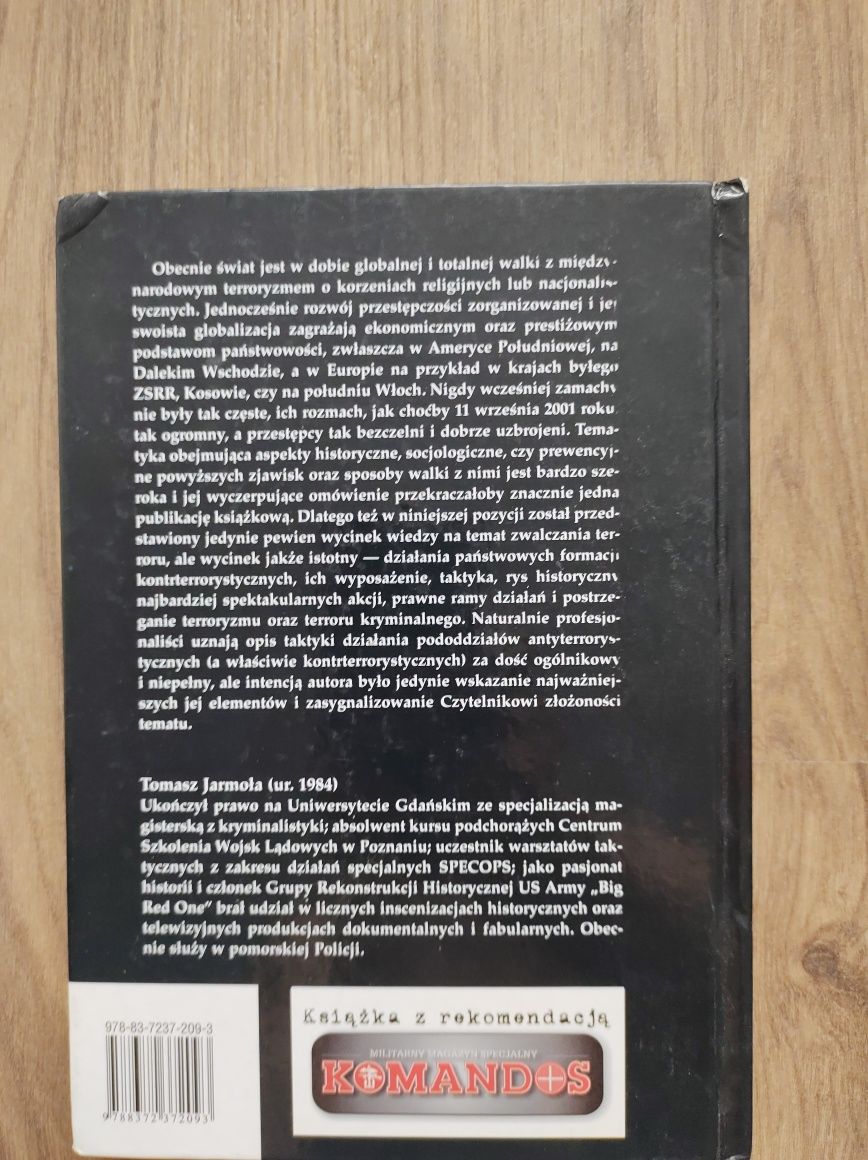 Obecnie świat jest w dobie globalnej i totalnej walki z między-
narodowym terroryzmem o korzeniach religijnych lub nacjonalis-
tycznych. Jednocześnie rozwój przestępczości zorganizowanej i jej
swoista globalizacja zagrażają ekonomicznym oraz prestiżowym
podstawom państwowości, zwłaszcza w Ameryce Południowej, na
Dalekim Wschodzie, a w Europie na przykład w krajach byłego
ZSRR, Kosowie, czy na południu Włoch. Nigdy wcześniej zamachy
nie były tak częste, ich rozmach, jak choćby 11 września 2001 roku
tak ogromny, a przestępcy tak bezczelni i dobrze uzbrojeni. Tema-
tyka obejmująca aspekty historyczne, socjologiczne, czy prewencyj-
ne powyższych zjawisk oraz sposoby walki z nimi jest bardzo sze-
roka i jej wyczerpujące omówienie przekraczałoby znacznie jedna
publikację książkową. Dlatego też w niniejszej pozycji został przed-
stawiony jedynie pewien wycinek wiedzy na temat zwalczania ter-
roru, ale wycinek jakże istotny — działania państwowych formacji
kontrterrorystycznych, ich wyposażenie, taktyka, rys historyczny
najbardziej spektakularnych akcji, prawne ramy działań i postrze-
ganie terroryzmu oraz terroru kryminalnego. Naturalnie profesjo-
naliści uznają opis taktyki działania pododdziałów antyterrorys-
tycznych (a właściwie kontrterrorystycznych) za dość ogólnikowy
i niepełny, ale intencją autora było jedynie wskazanie najważniej-
szych jej elementów i zasygnalizowanie Czytelnikowi złożoności
tematu.
Tomasz Jarmoła (ur. 1984)
Ukończył prawo na Uniwersytecie Gdańskim ze specjalizacją ma-
gisterską z kryminalistyki; absolwent kursu podchorążych Centrum
Szkolenia Wojsk Lądowych w Poznaniu; uczestnik warsztatów tak-
tycznych z zakresu działań specjalnych SPECOPS; jako pasjonat
historii i członek Grupy Rekonstrukcji Historycznej US Army „Big
Red One" brał udział w licznych inscenizacjach historycznych oraz
telewizyjnych produkcjach dokumentalnych i fabularnych. Obec-
nie służy w pomorskiej Policji.
978-83-7237-209-3
9 788372 372093
Książka z rekomendacją
MILITARNY MAGAZYN SPECJALNY
KOMANDOS